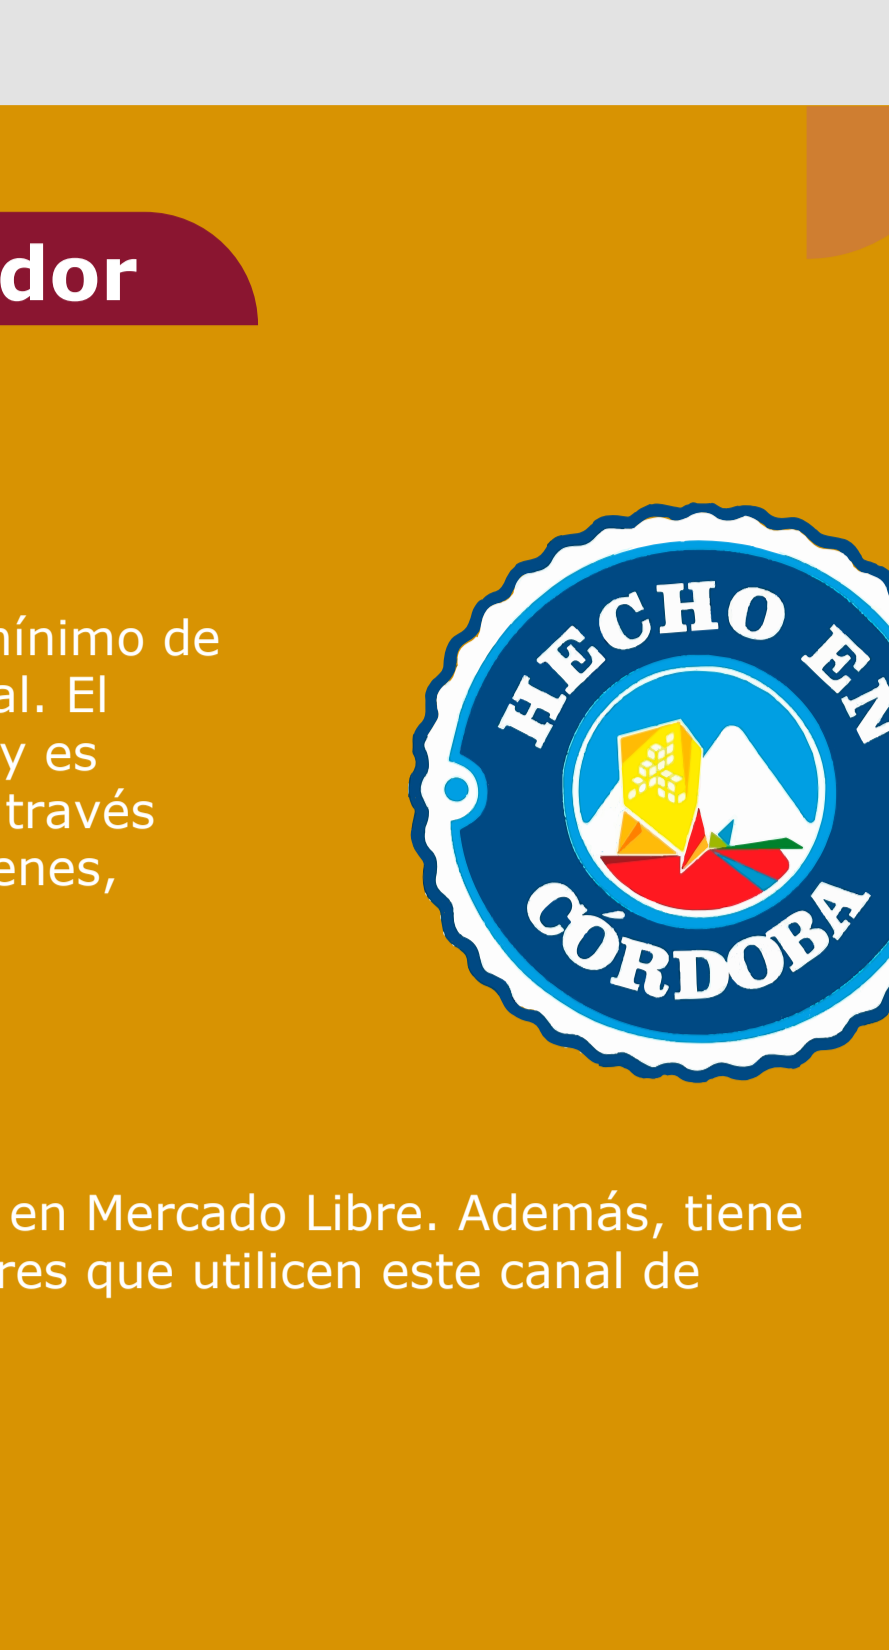 dor
mínimo de
al. El
y es
través
enes,
HECHO EN
CÓRDOBA
en Mercado Libre. Además, tiene
res que utilicen este canal de